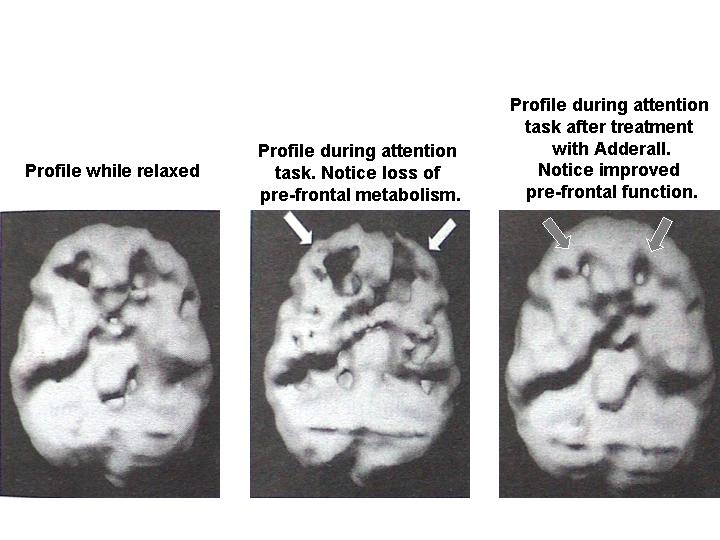 Profile while relaxed
Profile during attention
task. Notice loss of
pre-frontal metabolism.
Profile during attention
task after treatment
with Adderall.
Notice improved
pre-frontal function.